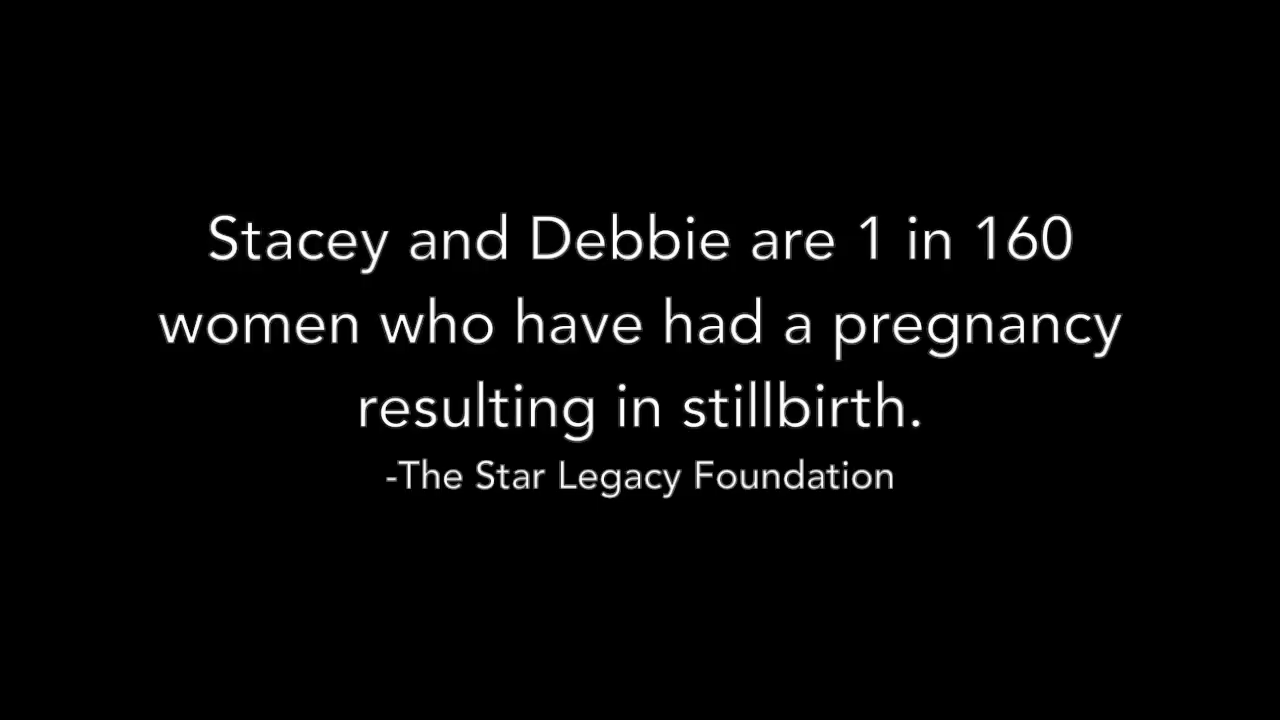 Stacey and Debbie are 1 in 160
women who have had a pregnancy
resulting in stillbirth.
-The Star Legacy Foundation